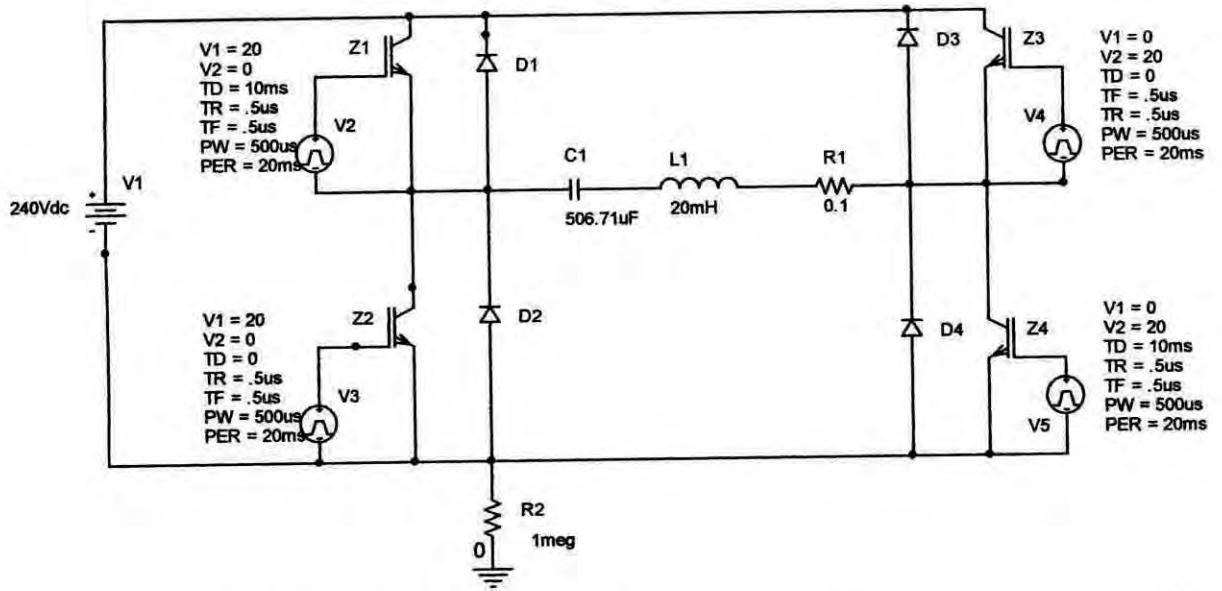 V1 = 20
V2 = 0
TD = 10ms
TR = .5us
TF = .5us
PW = 500us
PER = 20ms
Z1
V2
D1
D3
Z3
V4
V1 = 0
V2 = 20
TD = 0
TF = .5us
TR = .5us
PW = 500us
PER = 20ms
+
V1
240Vdc
-
C1
506.71uF
L1
20mH
R1
0.1
V1 = 20
V2 = 0
TD = 0
TR = .5us
TF = .5us
PW = 500us
PER = 20ms
Z2
V3
D2
D4
Z4
V5
V1 = 0
V2 = 20
TD = 10ms
TR = .5us
TF = .5us
PW = 500us
PER = 20ms
R2
1meg
0